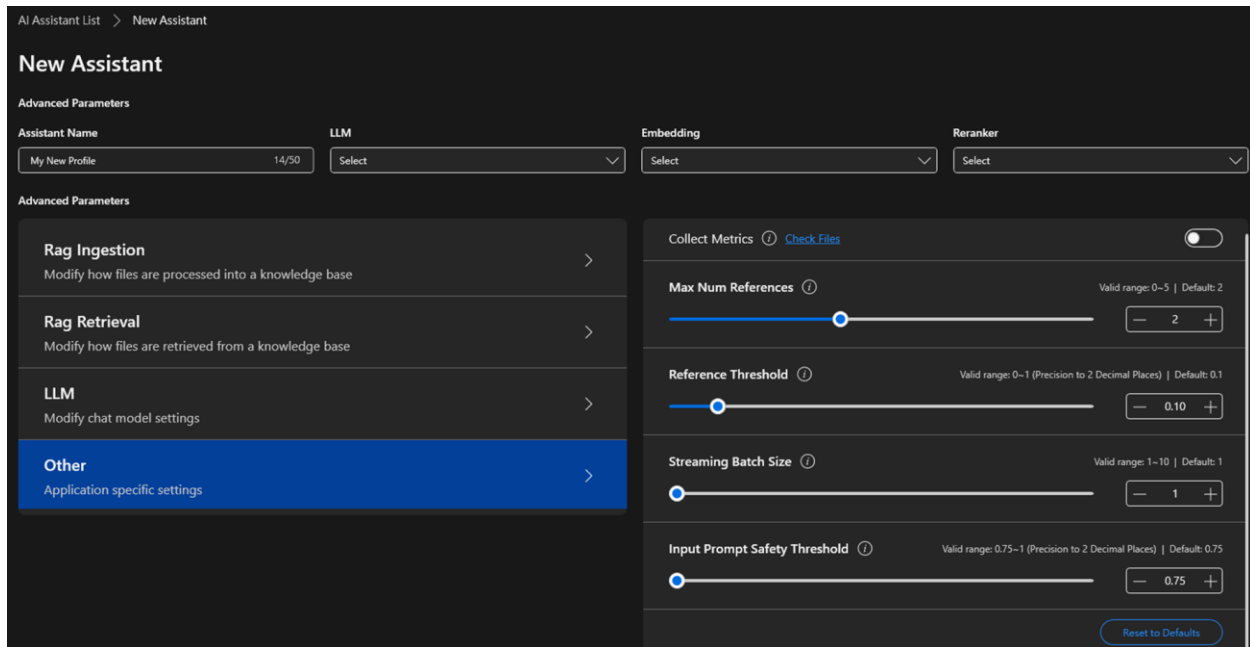 AI Assistant List > New Assistant
New Assistant
Advanced Parameters
Assistant Name
My New Profile 14/50
LLM
Select
Embedding
Select
Reranker
Select
Advanced Parameters
Rag Ingestion
Modify how files are processed into a knowledge base
Rag Retrieval
Modify how files are retrieved from a knowledge base
LLM
Modify chat model settings
Other
Application specific settings
Collect Metrics i Check Files
Max Num References i Valid range: 0~5 | Default: 2
— 2 +
Reference Threshold i Valid range: 0~1 (Precision to 2 Decimal Places) | Default: 0.1
— 0.10 +
Streaming Batch Size i Valid range: 1~10 | Default: 1
— 1 +
Input Prompt Safety Threshold i Valid range: 0.75~1 (Precision to 2 Decimal Places) | Default: 0.75
— 0.75 +
Reset to Defaults